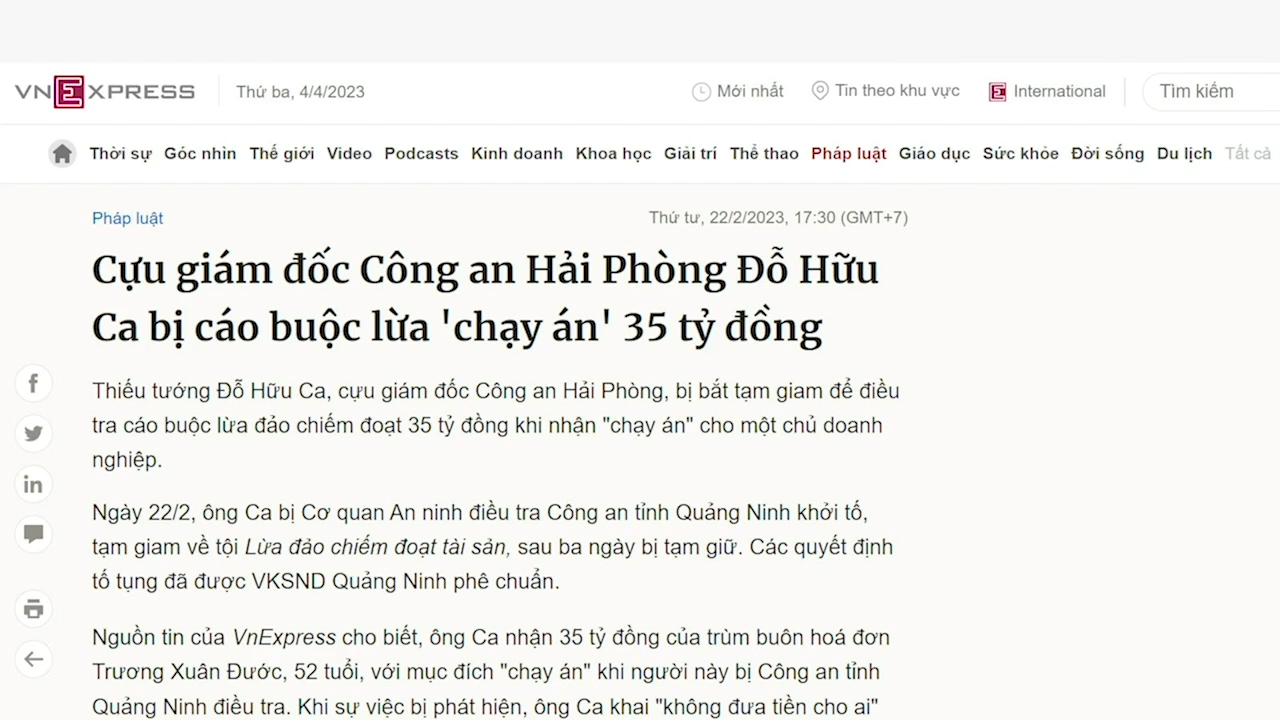 VNEXPRESS
Thứ ba, 4/4/2023
Mới nhất
Tin theo khu vực
International
Tìm kiếm
Thời sự Góc nhìn Thế giới Video Podcasts Kinh doanh Khoa học Giải trí Thể thao Pháp luật Giáo dục Sức khỏe Đời sống Du lịch Tất cả
Pháp luật
Thứ tư, 22/2/2023, 17:30 (GMT+7)
Cựu giám đốc Công an Hải Phòng Đỗ Hữu
Ca bị cáo buộc lừa 'chạy án' 35 tỷ đồng
Thiếu tướng Đỗ Hữu Ca, cựu giám đốc Công an Hải Phòng, bị bắt tạm giam để điều
tra cáo buộc lừa đảo chiếm đoạt 35 tỷ đồng khi nhận "chạy án" cho một chủ doanh
nghiệp.
Ngày 22/2, ông Ca bị Cơ quan An ninh điều tra Công an tỉnh Quảng Ninh khởi tố,
tạm giam về tội Lừa đảo chiếm đoạt tài sản, sau ba ngày bị tạm giữ. Các quyết định
tố tụng đã được VKSND Quảng Ninh phê chuẩn.
Nguồn tin của VnExpress cho biết, ông Ca nhận 35 tỷ đồng của trùm buôn hoá đơn
Trương Xuân Đước, 52 tuổi, với mục đích "chạy án" khi người này bị Công an tỉnh
Quảng Ninh điều tra. Khi sự việc bị phát hiện, ông Ca khai "không đưa tiền cho ai"